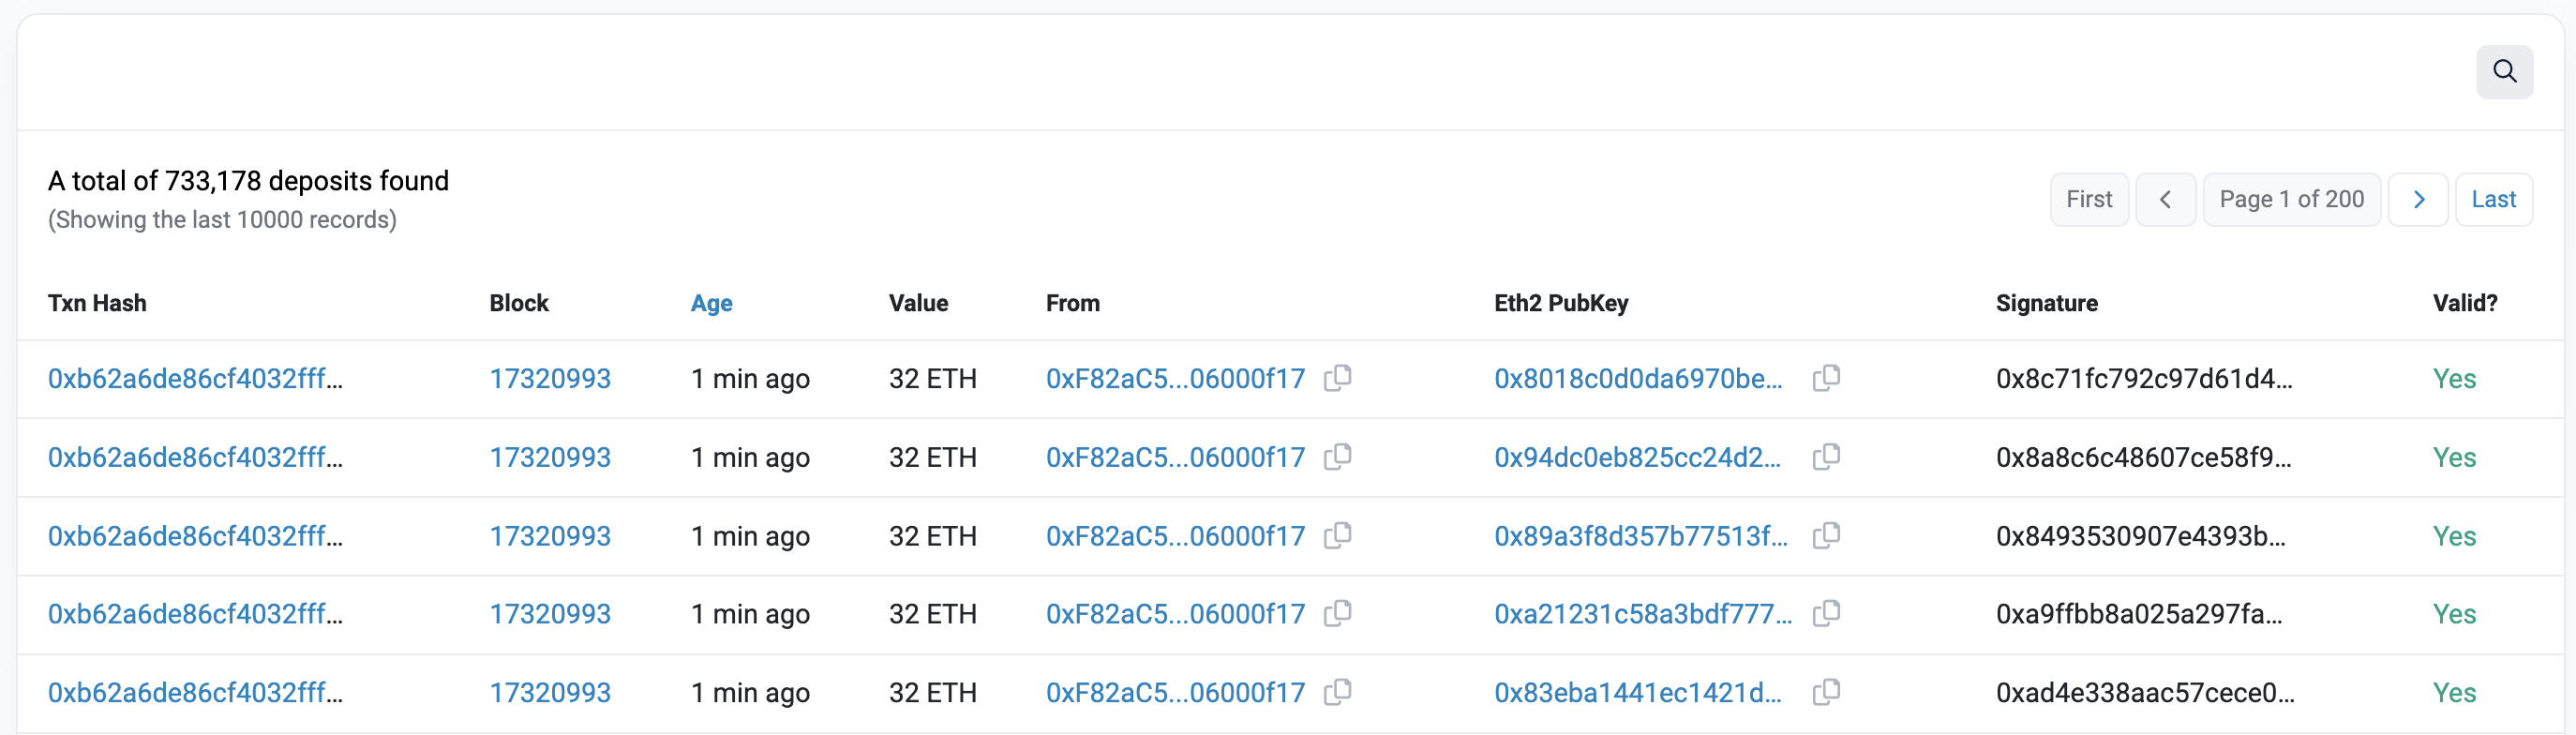 A total of 733,178 deposits found
(Showing the last 10000 records)
First
Page 1 of 200
Last
Txn Hash Block Age Value From Eth2 PubKey Signature Valid?
0xb62a6de86cf4032fff... 17320993 1 min ago 32 ETH 0xF82aC5...06000f17 0x8018c0d0da6970be... 0x8c71fc792c97d61d4... Yes
0xb62a6de86cf4032fff... 17320993 1 min ago 32 ETH 0xF82aC5...06000f17 0x94dc0eb825cc24d2... 0x8a8c6c48607ce58f9... Yes
0xb62a6de86cf4032fff... 17320993 1 min ago 32 ETH 0xF82aC5...06000f17 0x89a3f8d357b77513f... 0x8493530907e4393b... Yes
0xb62a6de86cf4032fff... 17320993 1 min ago 32 ETH 0xF82aC5...06000f17 0xa21231c58a3bdf777... 0xa9ffbb8a025a297fa... Yes
0xb62a6de86cf4032fff... 17320993 1 min ago 32 ETH 0xF82aC5...06000f17 0x83eba1441ec1421d... 0xad4e338aac57cece0... Yes